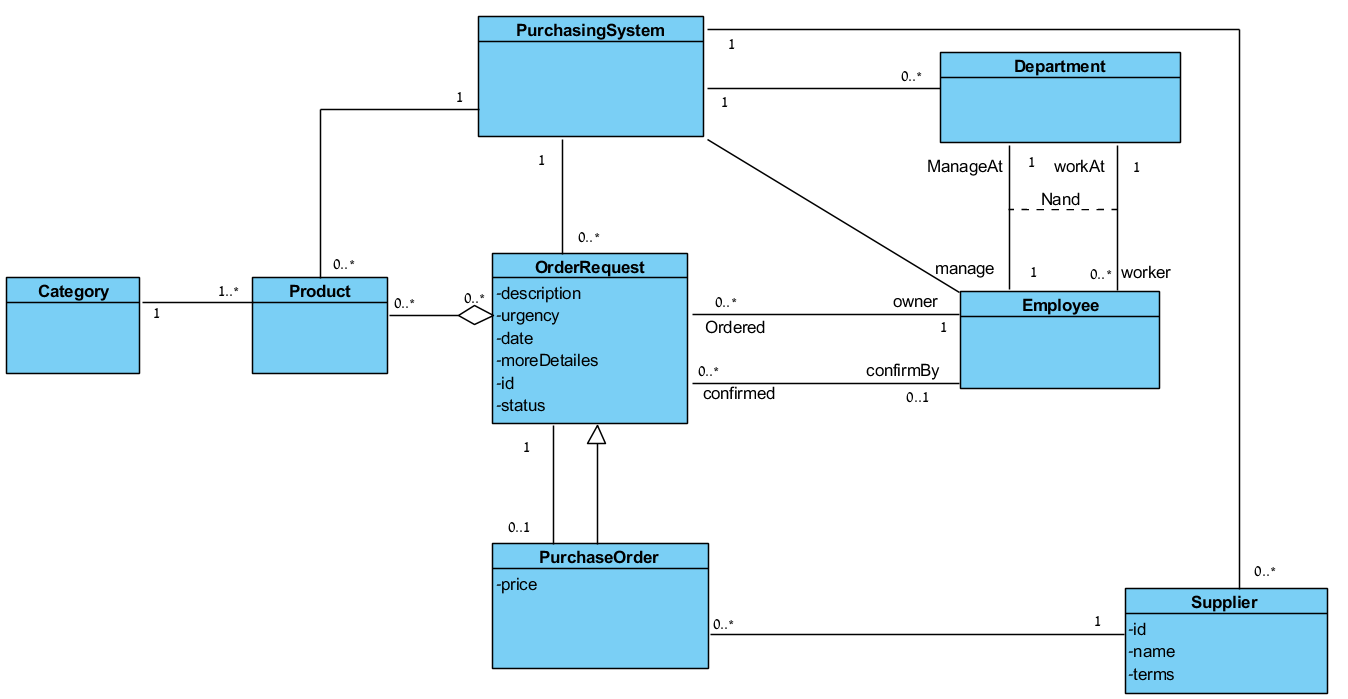 PurchasingSystem
1
Department
0..*
1
1
1
ManageAt
1
workAt
1
Nand
0..*
0..*
manage
1
0..*
worker
Category
1..*
1
Product
0..*
0..*
OrderRequest
-description
-urgency
-date
-moreDetailes
-id
-status
0..*
owner
Ordered
1
Employee
0..*
confirmBy
confirmed
0..1
1
0..1
PurchaseOrder
-price
0..*
0..*
1
Supplier
-id
-name
-terms